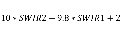 10 * SWIR2 − 9.8 * SWIR1 + 2